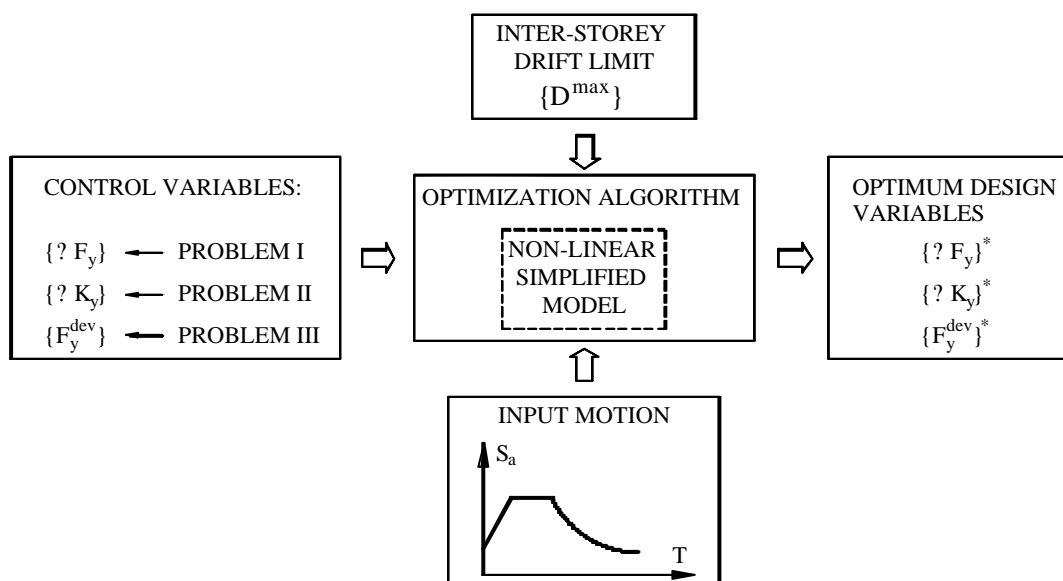 INTER-STOREY
DRIFT LIMIT
{D^max}
CONTROL VARIABLES:
{? F_y} PROBLEM I
{? K_y} PROBLEM II
{F_y^dev} PROBLEM III
OPTIMIZATION ALGORITHM
NON-LINEAR
SIMPLIFIED
MODEL
OPTIMUM DESIGN
VARIABLES
{? F_y}^*
{? K_y}^*
{F_y^dev}^*
INPUT MOTION
S_a
T